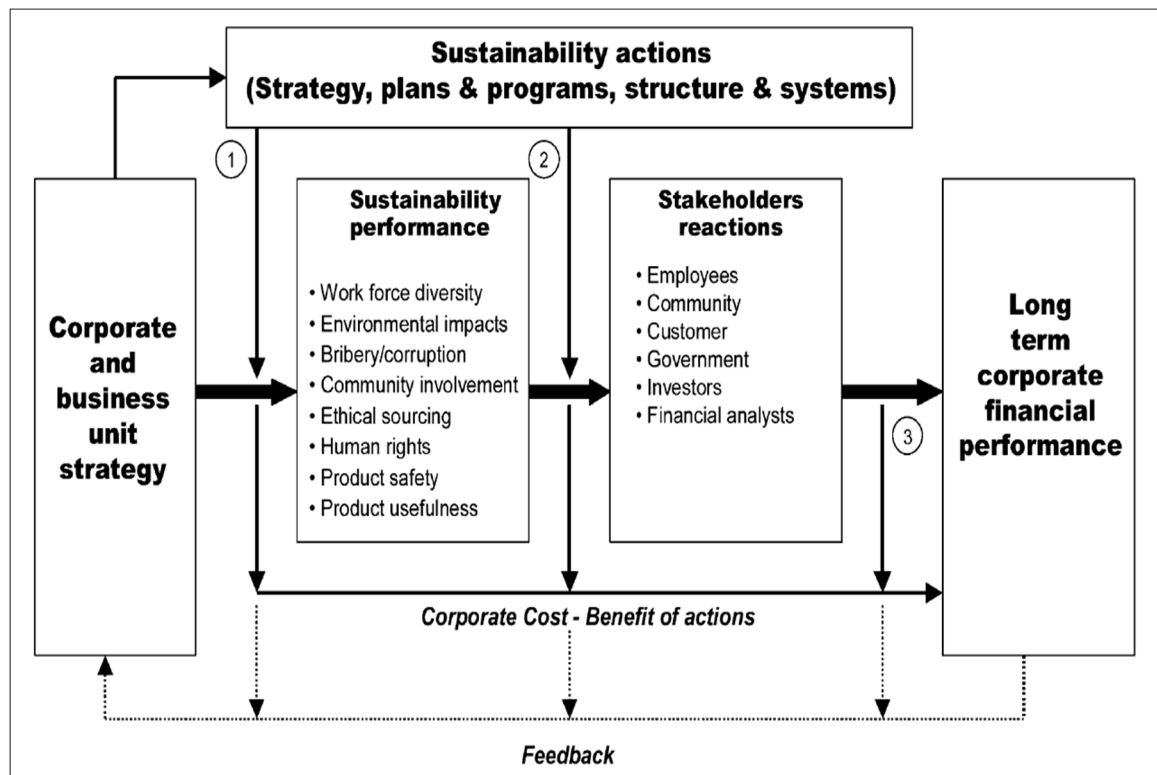 Sustainability actions
(Strategy, plans & programs, structure & systems)
1
2
Corporate
and
business
unit
strategy
Sustainability
performance
• Work force diversity
• Environmental impacts
• Bribery/corruption
• Community involvement
• Ethical sourcing
• Human rights
• Product safety
• Product usefulness
Stakeholders
reactions
• Employees
• Community
• Customer
• Government
• Investors
• Financial analysts
3
Long
term
corporate
financial
performance
Corporate Cost - Benefit of actions
Feedback